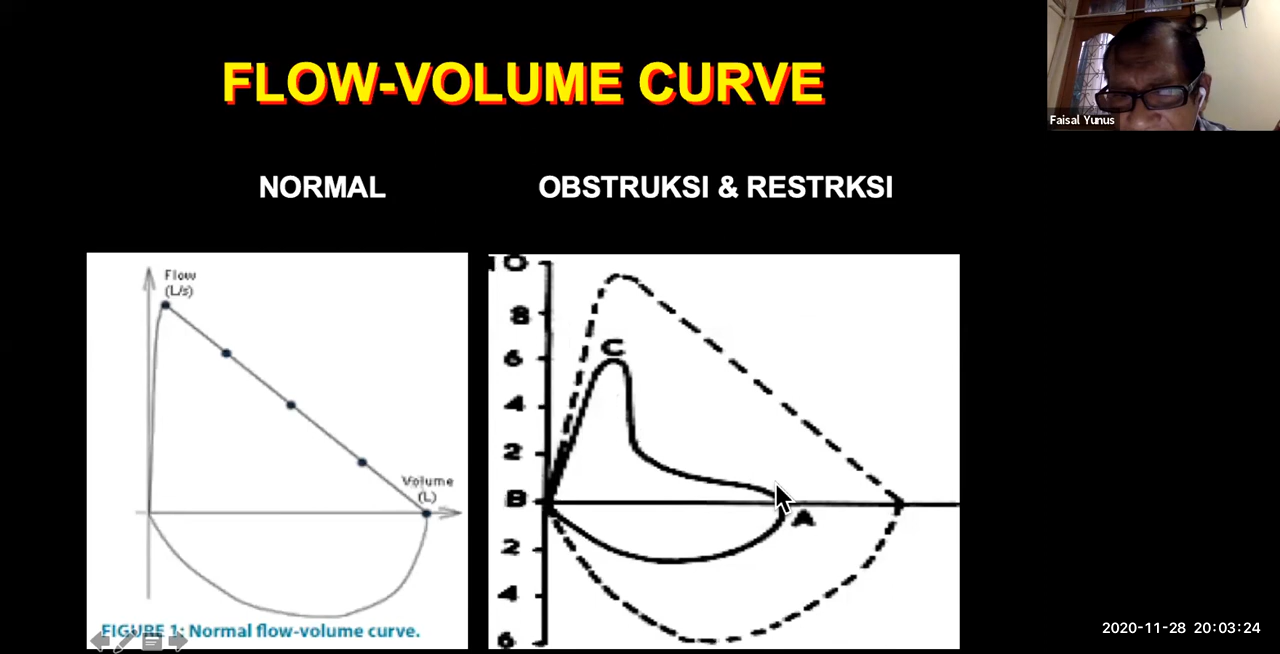 FLOW-VOLUME CURVE
Faisal Yunus
NORMAL
OBSTRUKSI & RESTRKSI
Flow
(L/s)
Volume
(L)
FIGURE 1: Normal flow-volume curve.
10
8
6
4
2
B
2
4
6
C
A
2020-11-28 20:03:24